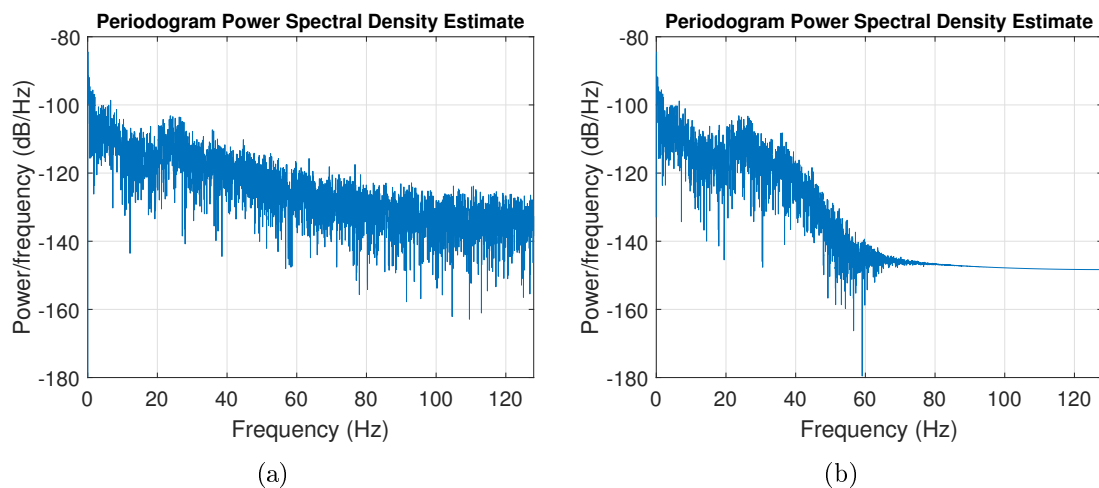 Periodogram Power Spectral Density Estimate
Power/frequency (dB/Hz)
-80
-100
-120
-140
-160
-180
0 20 40 60 80 100 120
Frequency (Hz)
(a)
Periodogram Power Spectral Density Estimate
Power/frequency (dB/Hz)
-80
-100
-120
-140
-160
-180
0 20 40 60 80 100 120
Frequency (Hz)
(b)